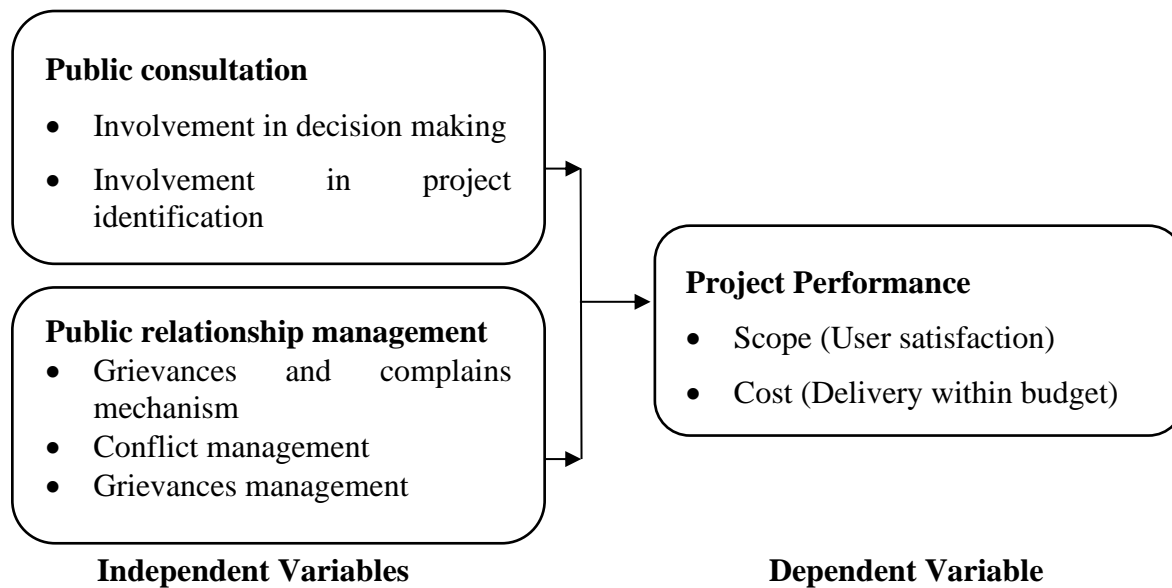 Public consultation
• Involvement in decision making
• Involvement in project
identification
Public relationship management
• Grievances and complains
mechanism
• Conflict management
• Grievances management
Project Performance
• Scope (User satisfaction)
• Cost (Delivery within budget)
Independent Variables
Dependent Variable